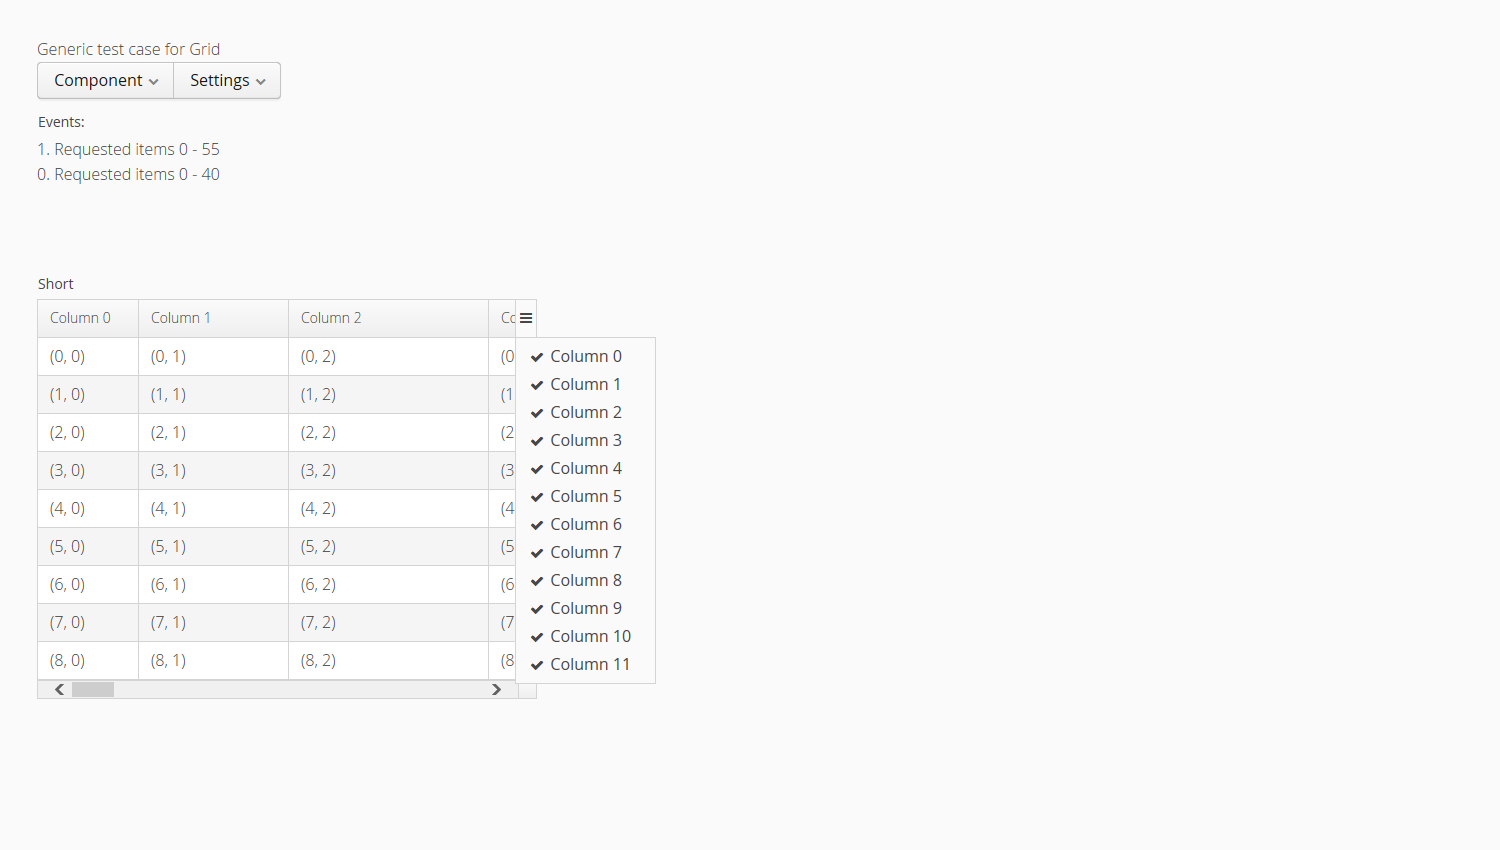 Generic test case for Grid
Component Settings
Events:
1. Requested items 0 - 55
0. Requested items 0 - 40
Short
Column 0 Column 1 Column 2
(0, 0) (0, 1) (0, 2) (0 Column 0
(1, 0) (1, 1) (1, 2) (1 Column 1
(2, 0) (2, 1) (2, 2) (2 Column 2
(3, 0) (3, 1) (3, 2) (3 Column 3
(4, 0) (4, 1) (4, 2) (4 Column 4
(5, 0) (5, 1) (5, 2) (5 Column 5
(6, 0) (6, 1) (6, 2) (6 Column 6
(7, 0) (7, 1) (7, 2) (7 Column 7
(8, 0) (8, 1) (8, 2) (8 Column 8
Column 9
Column 10
Column 11